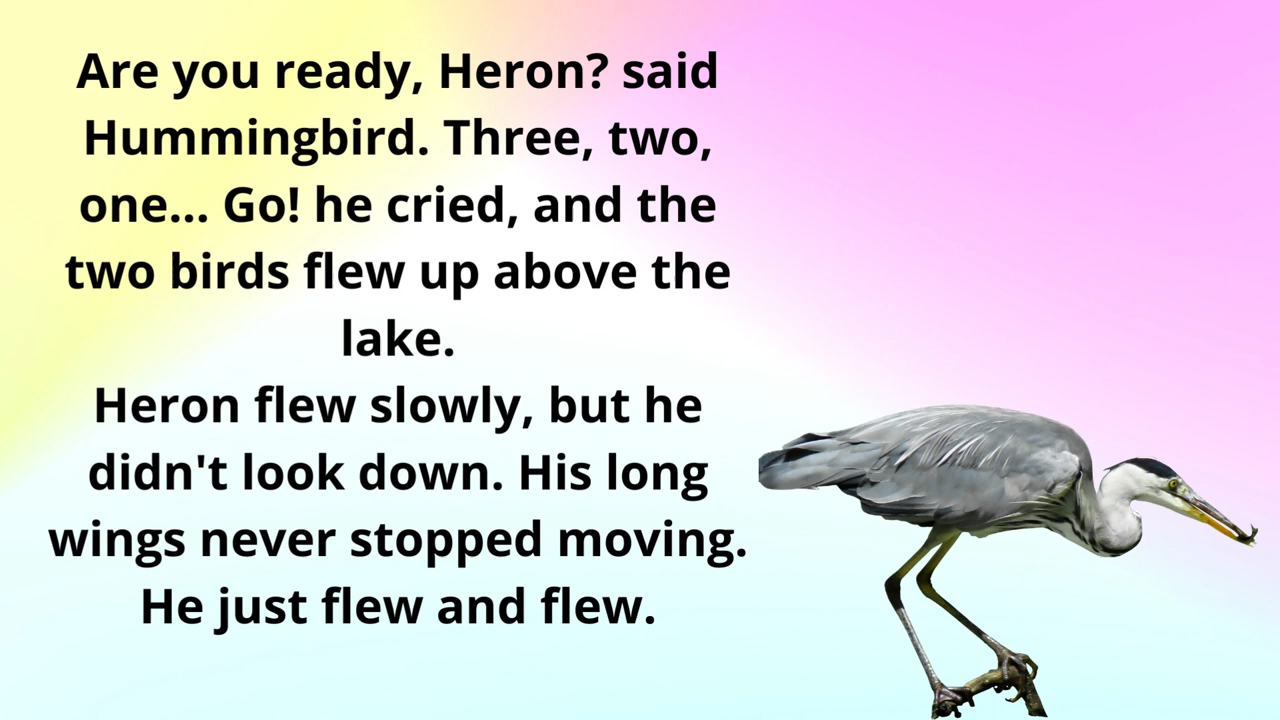 Are you ready, Heron? said
Hummingbird. Three, two,
one... Go! he cried, and the
two birds flew up above the
lake.
Heron flew slowly, but he
didn't look down. His long
wings never stopped moving.
He just flew and flew.